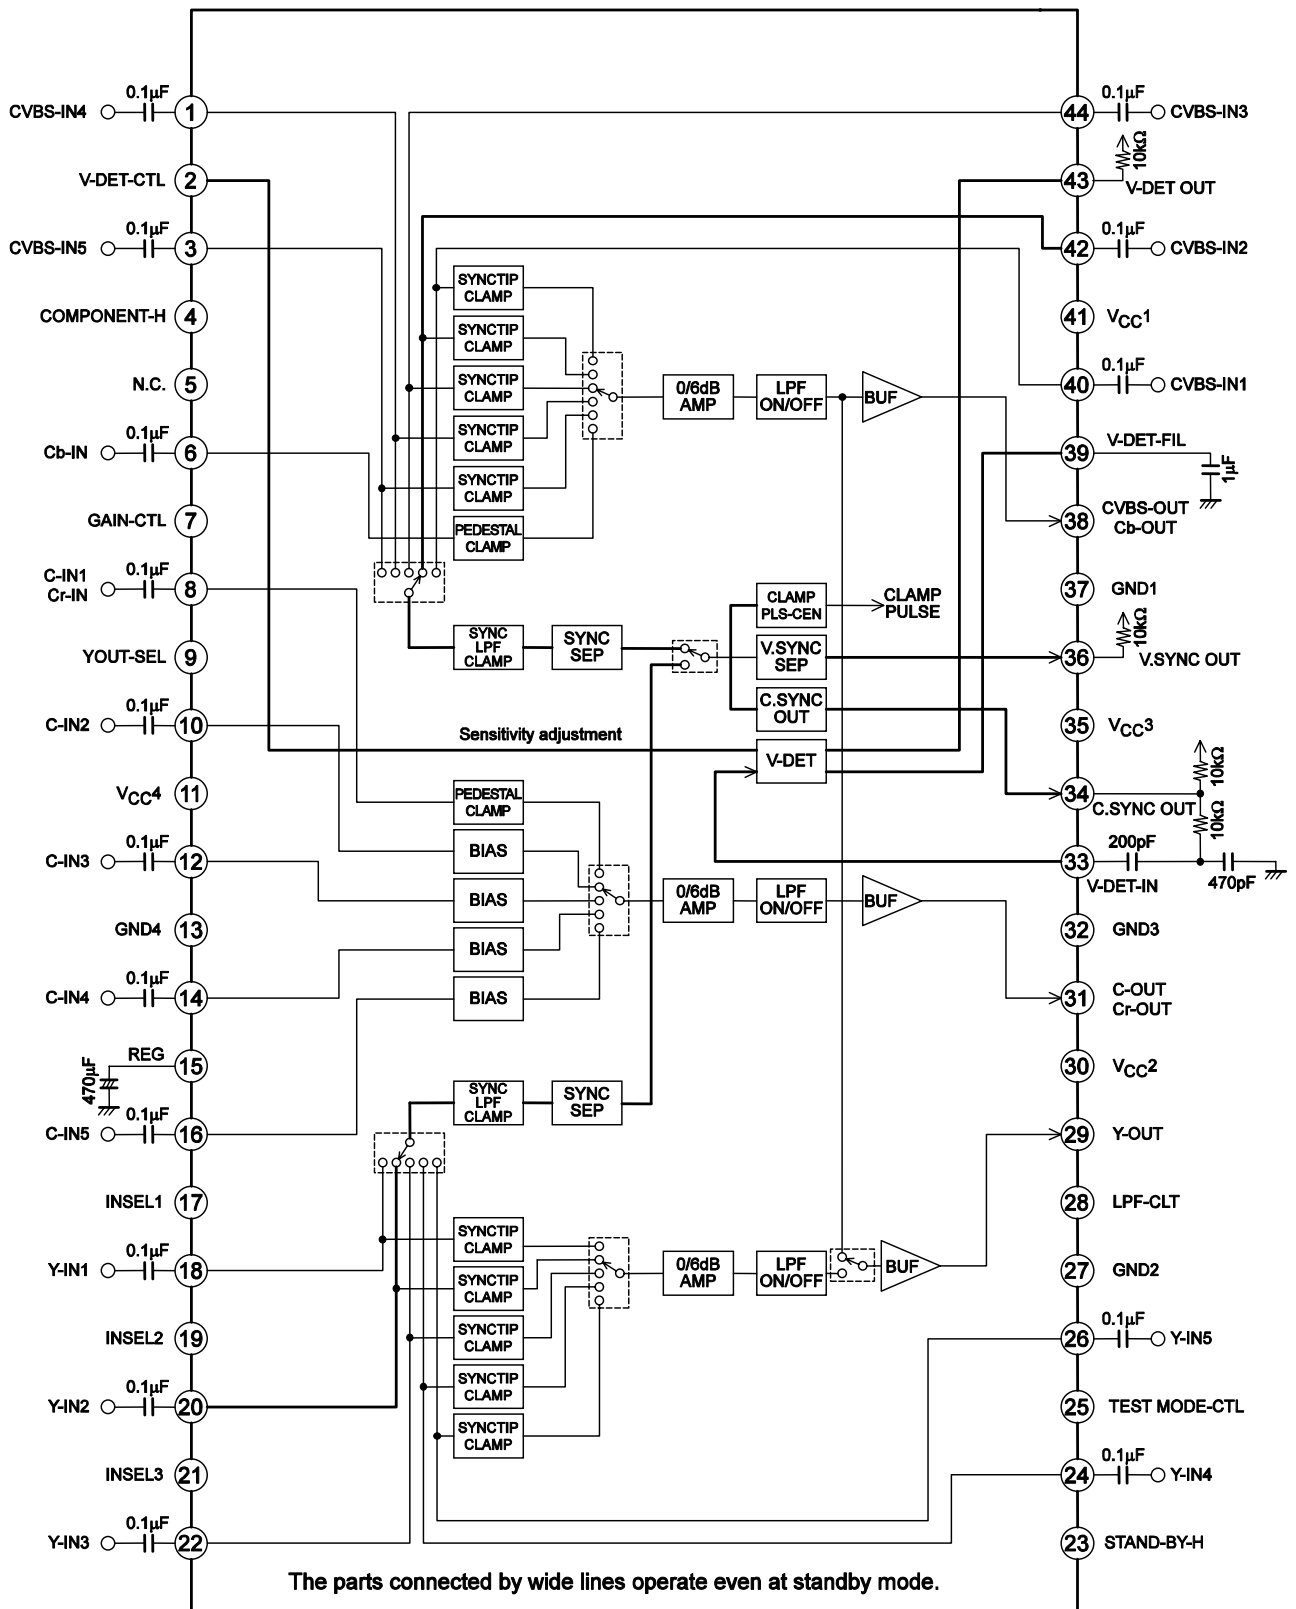 0.1µF
CVBS-IN4
1
V-DET-CTL
2
0.1µF
CVBS-IN5
3
COMPONENT-H
4
N.C.
5
0.1µF
Cb-IN
6
GAIN-CTL
7
C-IN1
Cr-IN
0.1µF
8
YOUT-SEL
9
0.1µF
C-IN2
10
VCC4
11
0.1µF
C-IN3
12
GND4
13
0.1µF
C-IN4
14
REG
15
470µF
0.1µF
C-IN5
16
INSEL1
17
0.1µF
Y-IN1
18
INSEL2
19
0.1µF
Y-IN2
20
INSEL3
21
0.1µF
Y-IN3
22
SYNCTIP
CLAMP
SYNCTIP
CLAMP
SYNCTIP
CLAMP
SYNCTIP
CLAMP
SYNCTIP
CLAMP
PEDESTAL
CLAMP
0/6dB
AMP
LPF
ON/OFF
BUF
SYNC
LPF
CLAMP
SYNC
SEP
CLAMP
PLS-CEN
CLAMP
PULSE
V.SYNC
SEP
C.SYNC
OUT
Sensitivity adjustment
V-DET
PEDESTAL
CLAMP
BIAS
BIAS
BIAS
BIAS
0/6dB
AMP
LPF
ON/OFF
BUF
SYNC
LPF
CLAMP
SYNC
SEP
SYNCTIP
CLAMP
SYNCTIP
CLAMP
SYNCTIP
CLAMP
SYNCTIP
CLAMP
SYNCTIP
CLAMP
0/6dB
AMP
LPF
ON/OFF
BUF
44
0.1µF
CVBS-IN3
10kΩ
43
V-DET OUT
0.1µF
42
CVBS-IN2
41
VCC1
0.1µF
40
CVBS-IN1
39
V-DET-FIL
1µF
38
CVBS-OUT
Cb-OUT
37
GND1
10kΩ
36
V.SYNC OUT
35
VCC3
10kΩ
34
C.SYNC OUT
10kΩ
200pF
33
V-DET-IN
470pF
32
GND3
31
C-OUT
Cr-OUT
30
VCC2
29
Y-OUT
28
LPF-CLT
27
GND2
0.1µF
26
Y-IN5
25
TEST MODE-CTL
0.1µF
24
Y-IN4
23
STAND-BY-H
The parts connected by wide lines operate even at standby mode.